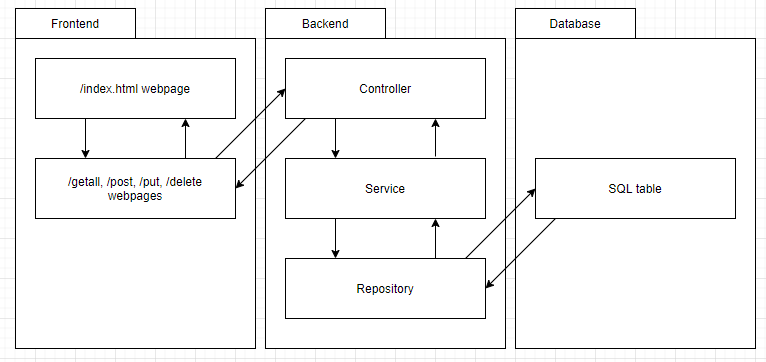 Frontend
Backend
Database
/index.html webpage
Controller
/getall, /post, /put, /delete
webpages
Service
SQL table
Repository